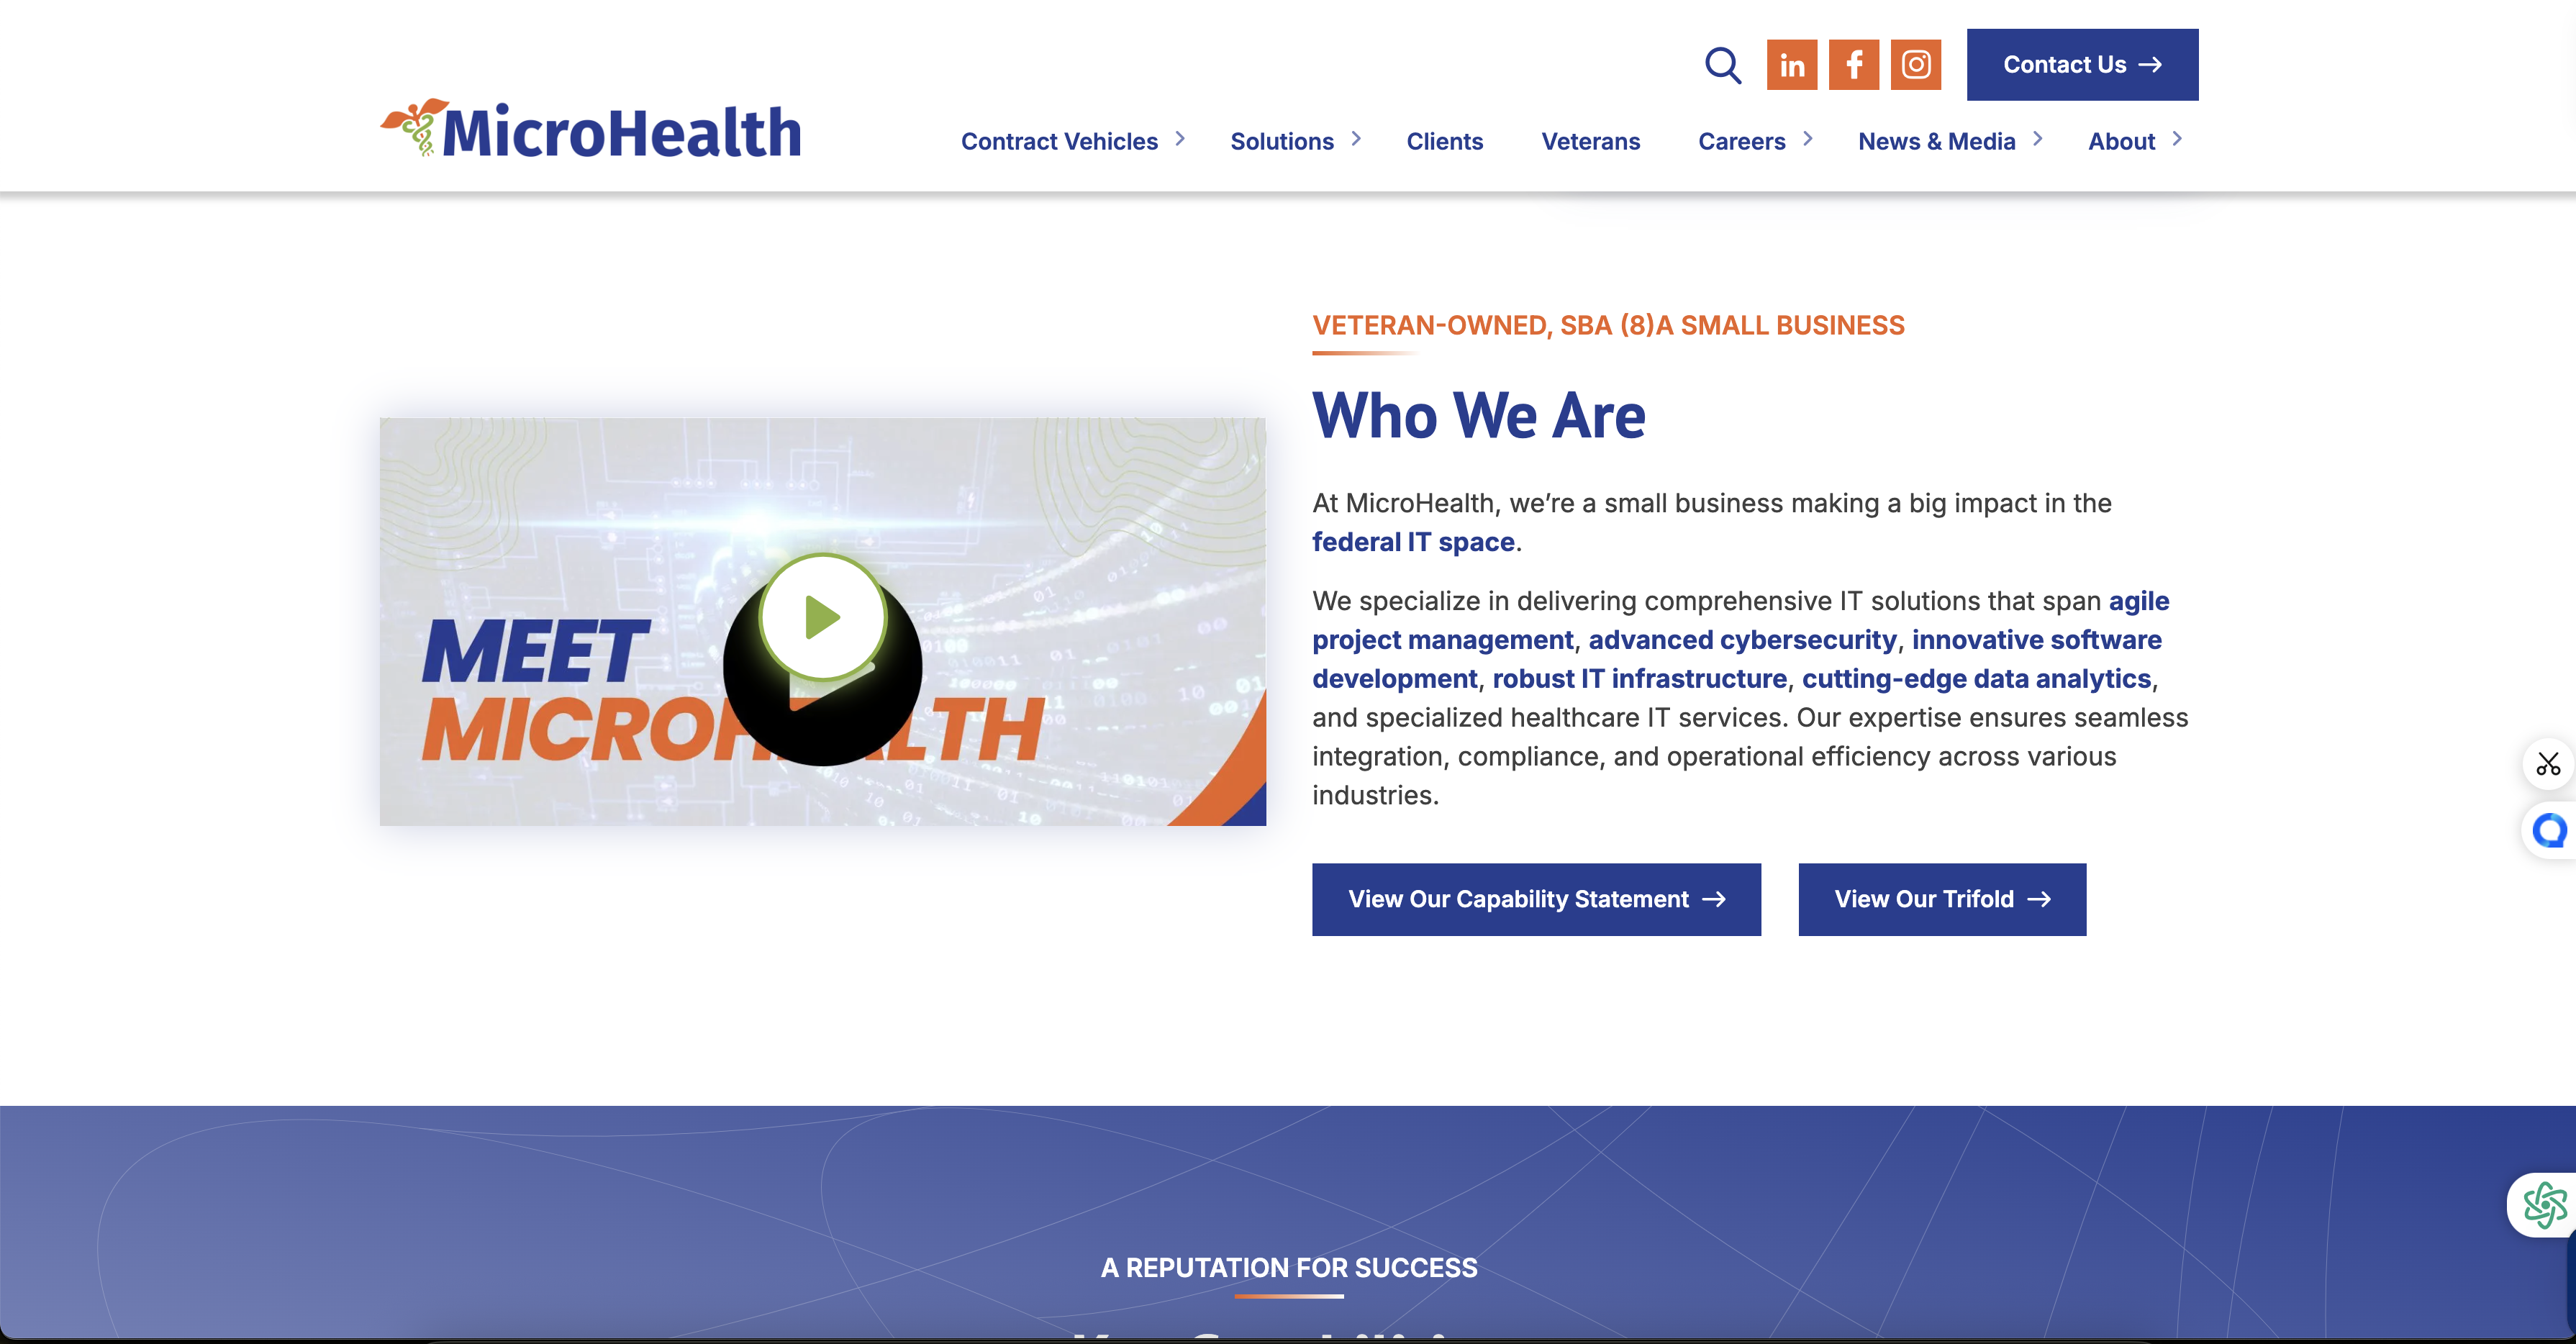 Contact Us
MicroHealth
Contract Vehicles
Solutions
Clients
Veterans
Careers
News & Media
About
MEET
VETERAN-OWNED, SBA (8)A SMALL BUSINESS
Who We Are
At MicroHealth, we’re a small business making a big impact in the
federal IT space.
We specialize in delivering comprehensive IT solutions that span agile
project management, advanced cybersecurity, innovative software
development, robust IT infrastructure, cutting-edge data analytics,
and specialized healthcare IT services. Our expertise ensures seamless
integration, compliance, and operational efficiency across various
industries.
View Our Capability Statement
View Our Trifold
A REPUTATION FOR SUCCESS